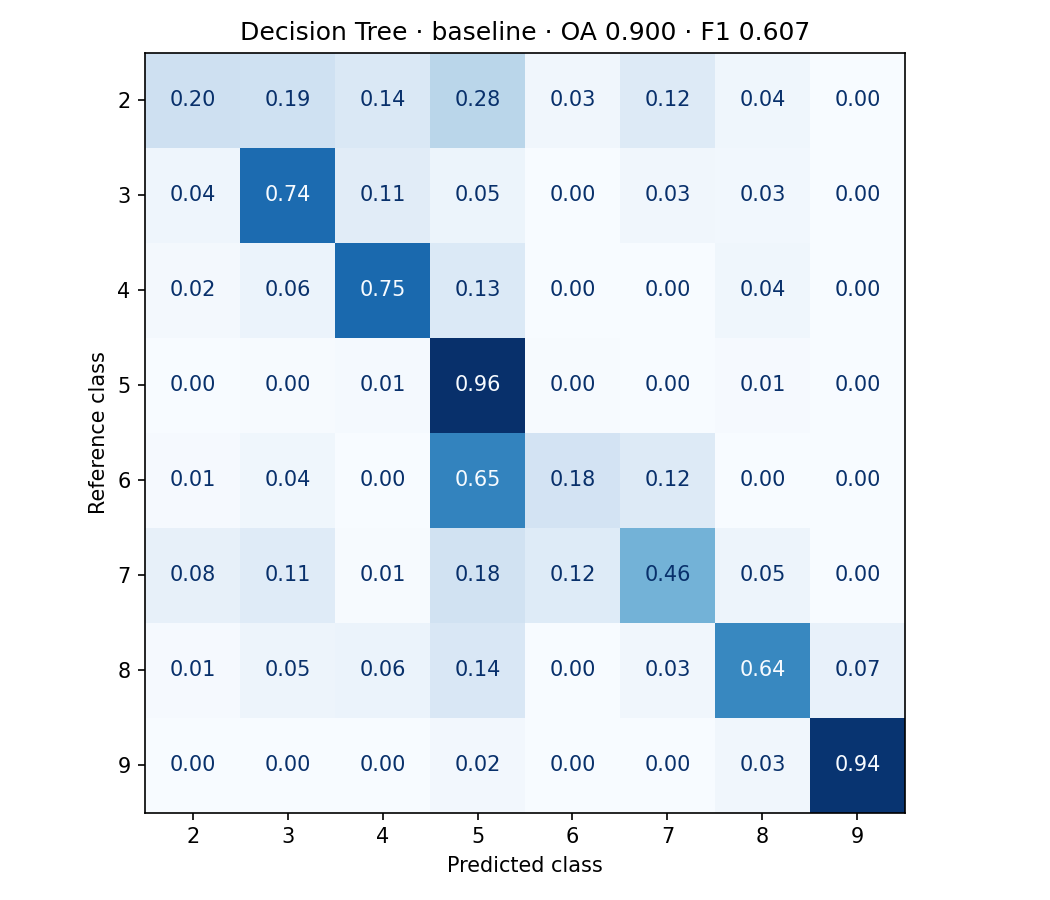 Decision Tree · baseline · OA 0.900 · F1 0.607
Reference class
2 0.20 0.19 0.14 0.28 0.03 0.12 0.04 0.00
3 0.04 0.74 0.11 0.05 0.00 0.03 0.03 0.00
4 0.02 0.06 0.75 0.13 0.00 0.00 0.04 0.00
5 0.00 0.00 0.01 0.96 0.00 0.00 0.01 0.00
6 0.01 0.04 0.00 0.65 0.18 0.12 0.00 0.00
7 0.08 0.11 0.01 0.18 0.12 0.46 0.05 0.00
8 0.01 0.05 0.06 0.14 0.00 0.03 0.64 0.07
9 0.00 0.00 0.00 0.02 0.00 0.00 0.03 0.94
2 3 4 5 6 7 8 9
Predicted class